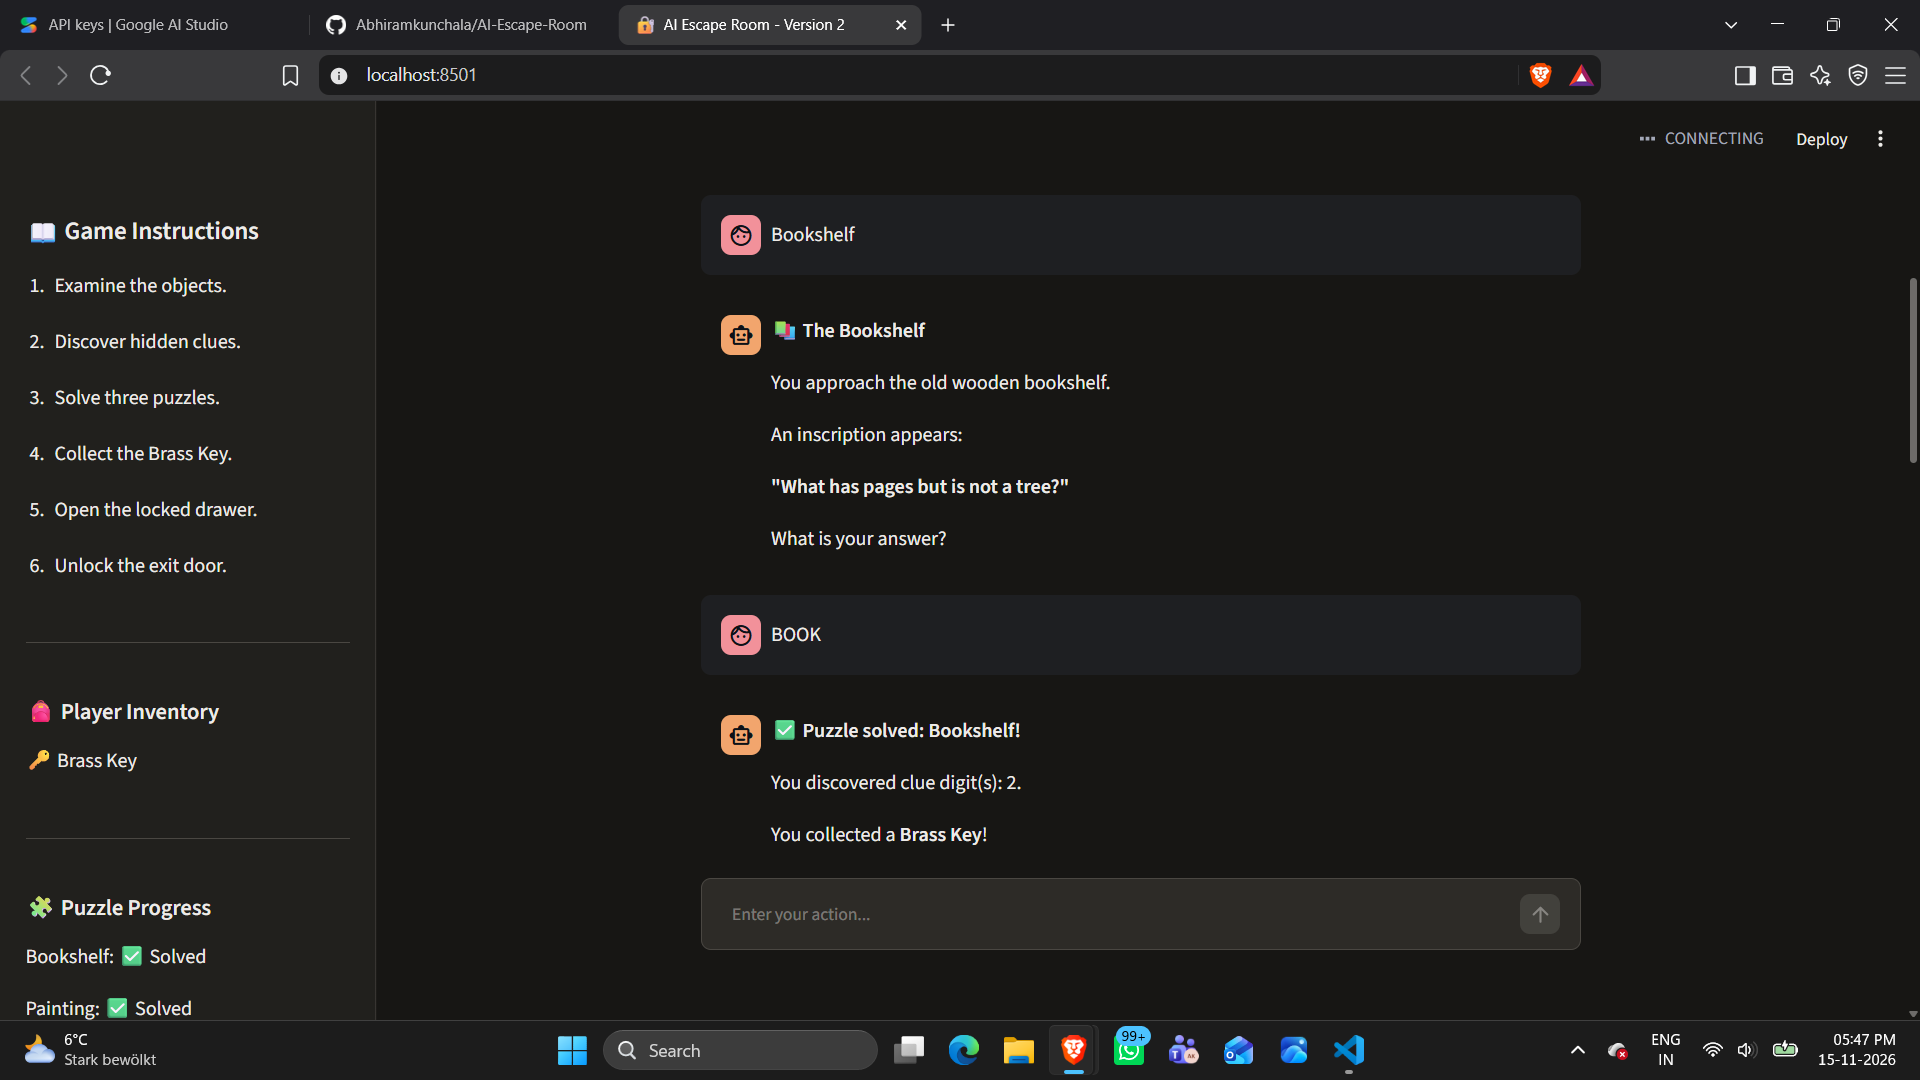 API keys | Google AI Studio
Abhiramkunchala/AI-Escape-Room
AI Escape Room - Version 2
localhost:8501
CONNECTING
Deploy
📖 Game Instructions
1. Examine the objects.
2. Discover hidden clues.
3. Solve three puzzles.
4. Collect the Brass Key.
5. Open the locked drawer.
6. Unlock the exit door.
🎒 Player Inventory
🔑 Brass Key
🧩 Puzzle Progress
Bookshelf: ✅ Solved
Painting: ✅ Solved
Bookshelf
📚 The Bookshelf
You approach the old wooden bookshelf.
An inscription appears:
"What has pages but is not a tree?"
What is your answer?
BOOK
✅ Puzzle solved: Bookshelf!
You discovered clue digit(s): 2.
You collected a Brass Key!
Enter your action...
6°C
Stark bewölkt
Search
99+
ENG
IN
05:47 PM
15-11-2026